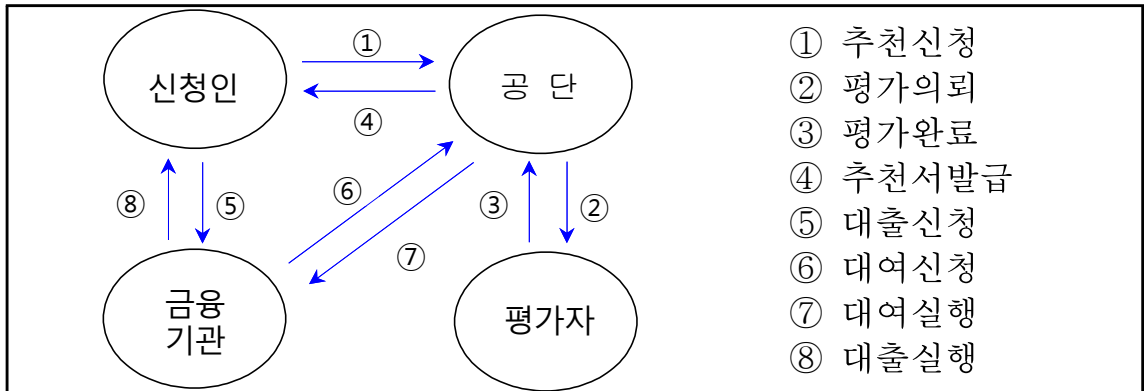 ①
신청인
공 단
④
⑧
⑤
⑥
③
②
⑦
금융
기관
평가자
① 추천신청
② 평가의뢰
③ 평가완료
④ 추천서발급
⑤ 대출신청
⑥ 대여신청
⑦ 대여실행
⑧ 대출실행